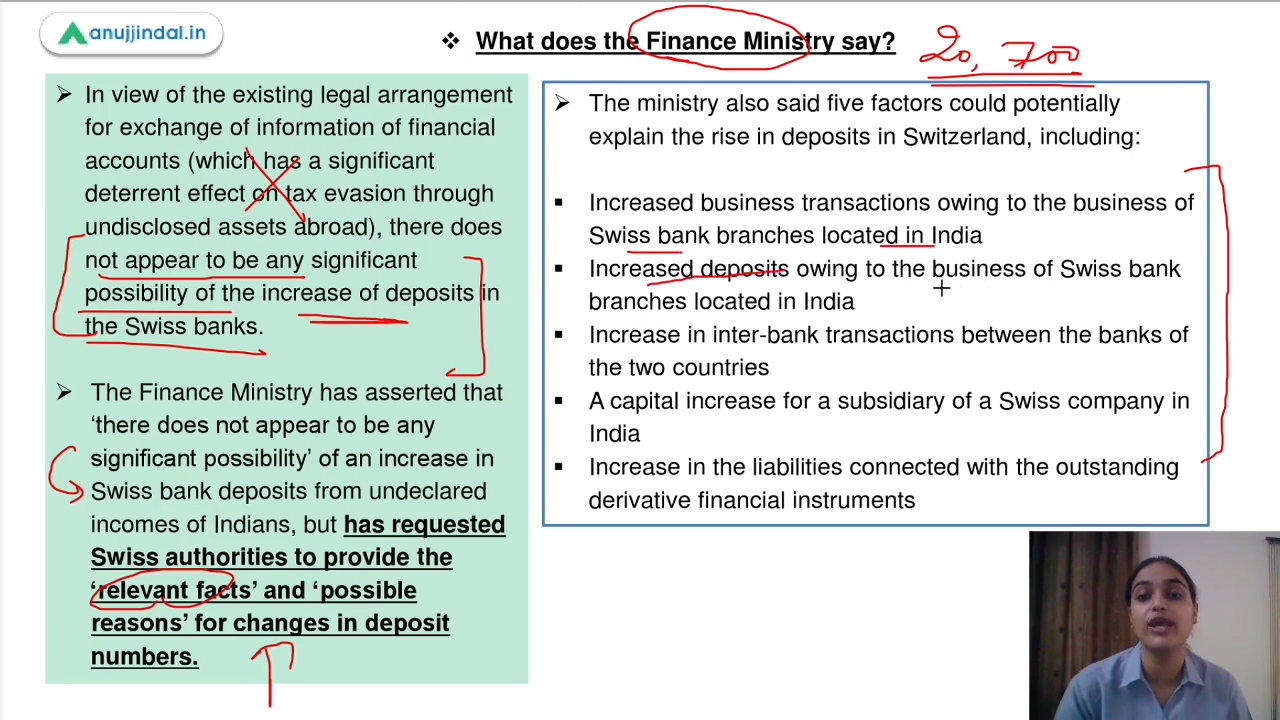 anujjindal.in
❖ What does the Finance Ministry say?
20,700
➢ In view of the existing legal arrangement
for exchange of information of financial
accounts (which has a significant
deterrent effect on tax evasion through
undisclosed assets abroad), there does
not appear to be any significant
possibility of the increase of deposits in
the Swiss banks.
➢ The Finance Ministry has asserted that
‘there does not appear to be any
significant possibility’ of an increase in
Swiss bank deposits from undeclared
incomes of Indians, but has requested
Swiss authorities to provide the
‘relevant facts’ and ‘possible
reasons’ for changes in deposit
numbers.
➢ The ministry also said five factors could potentially
explain the rise in deposits in Switzerland, including:
▪ Increased business transactions owing to the business of
Swiss bank branches located in India
▪ Increased deposits owing to the business of Swiss bank
branches located in India
▪ Increase in inter-bank transactions between the banks of
the two countries
▪ A capital increase for a subsidiary of a Swiss company in
India
▪ Increase in the liabilities connected with the outstanding
derivative financial instruments